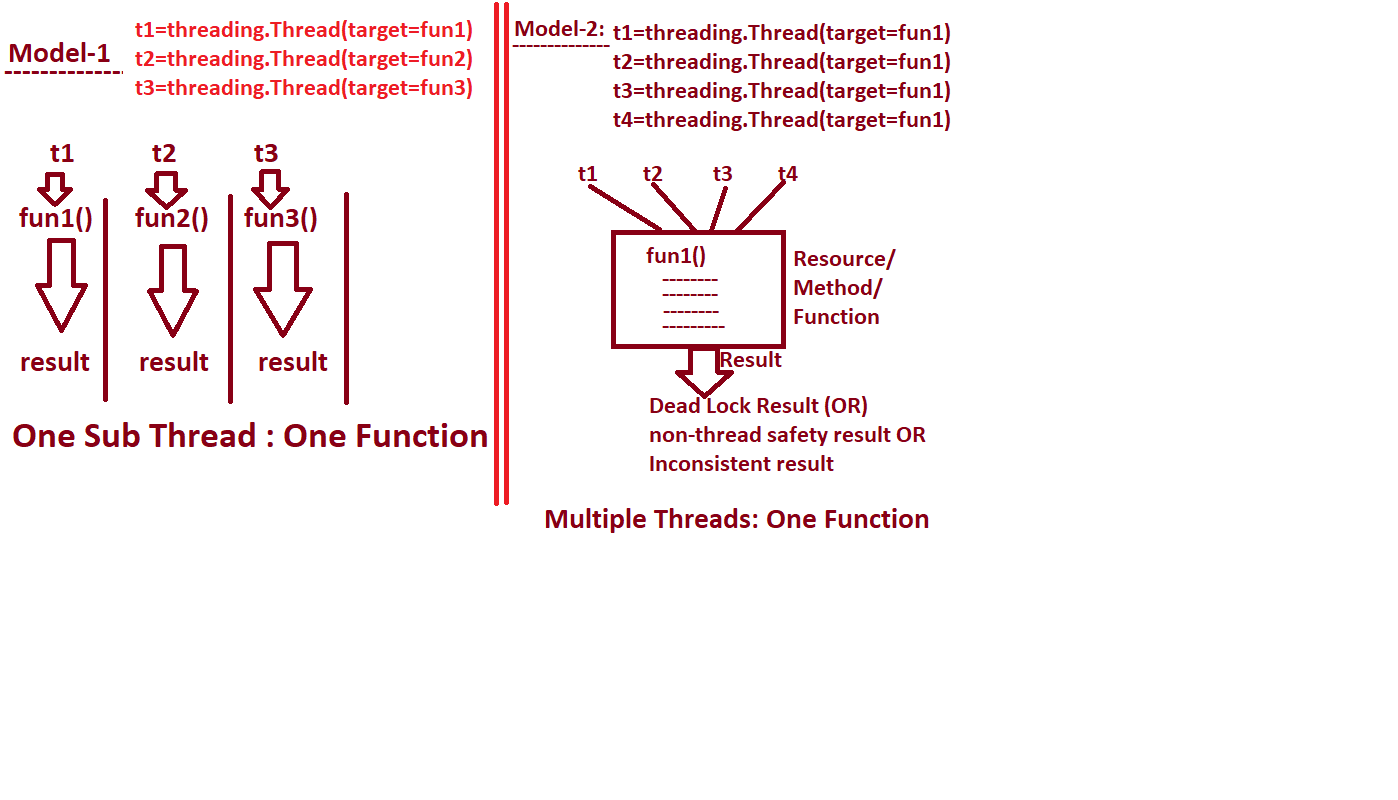 Model-1
t1=threading.Thread(target=fun1)
t2=threading.Thread(target=fun2)
t3=threading.Thread(target=fun3)
t1 t2 t3
fun1() fun2() fun3()
result result result
One Sub Thread : One Function
Model-2:
t1=threading.Thread(target=fun1)
t2=threading.Thread(target=fun1)
t3=threading.Thread(target=fun1)
t4=threading.Thread(target=fun1)
t1 t2 t3 t4
fun1()
--------
--------
--------
---------
Resource/
Method/
Function
Result
Dead Lock Result (OR)
non-thread safety result OR
Inconsistent result
Multiple Threads: One Function